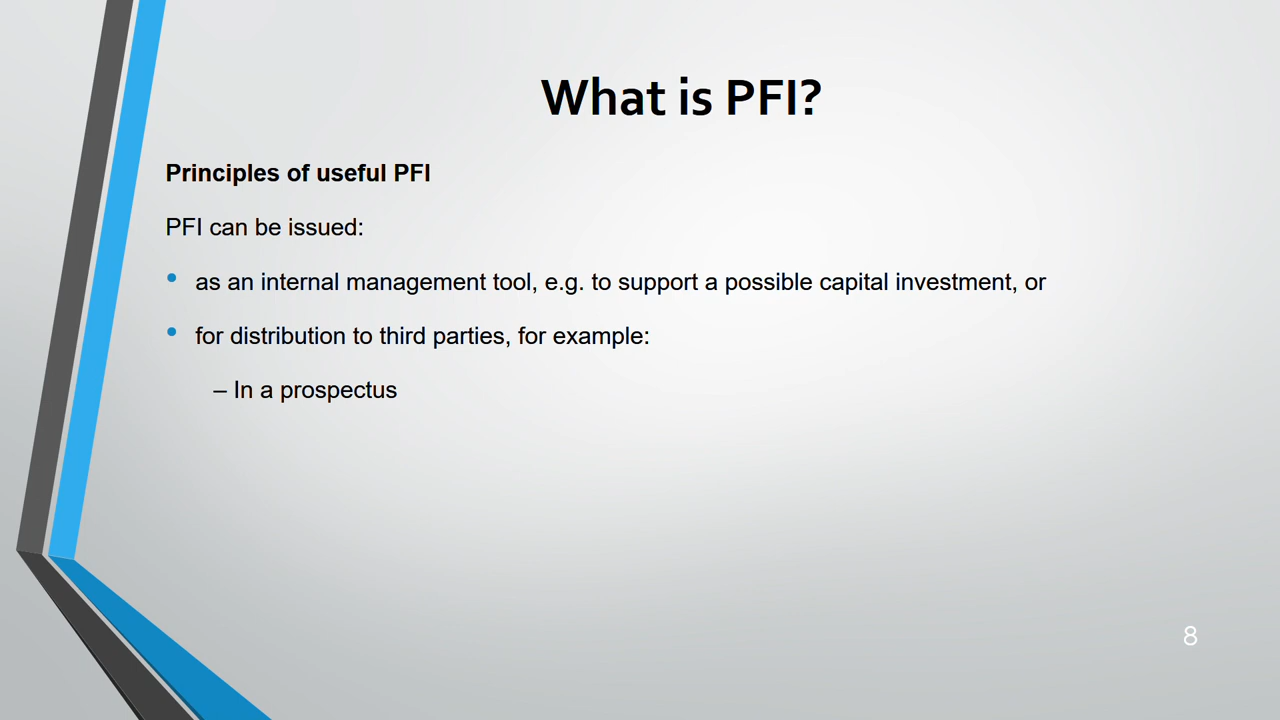 What is PFI?
Principles of useful PFI
PFI can be issued:
• as an internal management tool, e.g. to support a possible capital investment, or
• for distribution to third parties, for example:
– In a prospectus
8